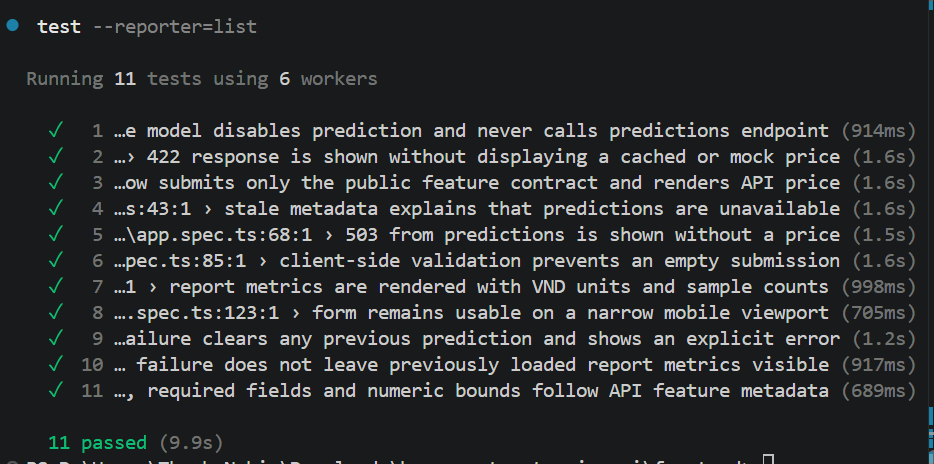 test --reporter=list
Running 11 tests using 6 workers
✓ 1 …e model disables prediction and never calls predictions endpoint (914ms)
✓ 2 …› 422 response is shown without displaying a cached or mock price (1.6s)
✓ 3 …ow submits only the public feature contract and renders API price (1.6s)
✓ 4 …s:43:1 › stale metadata explains that predictions are unavailable (1.6s)
✓ 5 …\app.spec.ts:68:1 › 503 from predictions is shown without a price (1.5s)
✓ 6 …pec.ts:85:1 › client-side validation prevents an empty submission (1.6s)
✓ 7 …1 › report metrics are rendered with VND units and sample counts (998ms)
✓ 8 ….spec.ts:123:1 › form remains usable on a narrow mobile viewport (705ms)
✓ 9 …ailure clears any previous prediction and shows an explicit error (1.2s)
✓ 10 … failure does not leave previously loaded report metrics visible (917ms)
✓ 11 …, required fields and numeric bounds follow API feature metadata (689ms)
11 passed (9.9s)